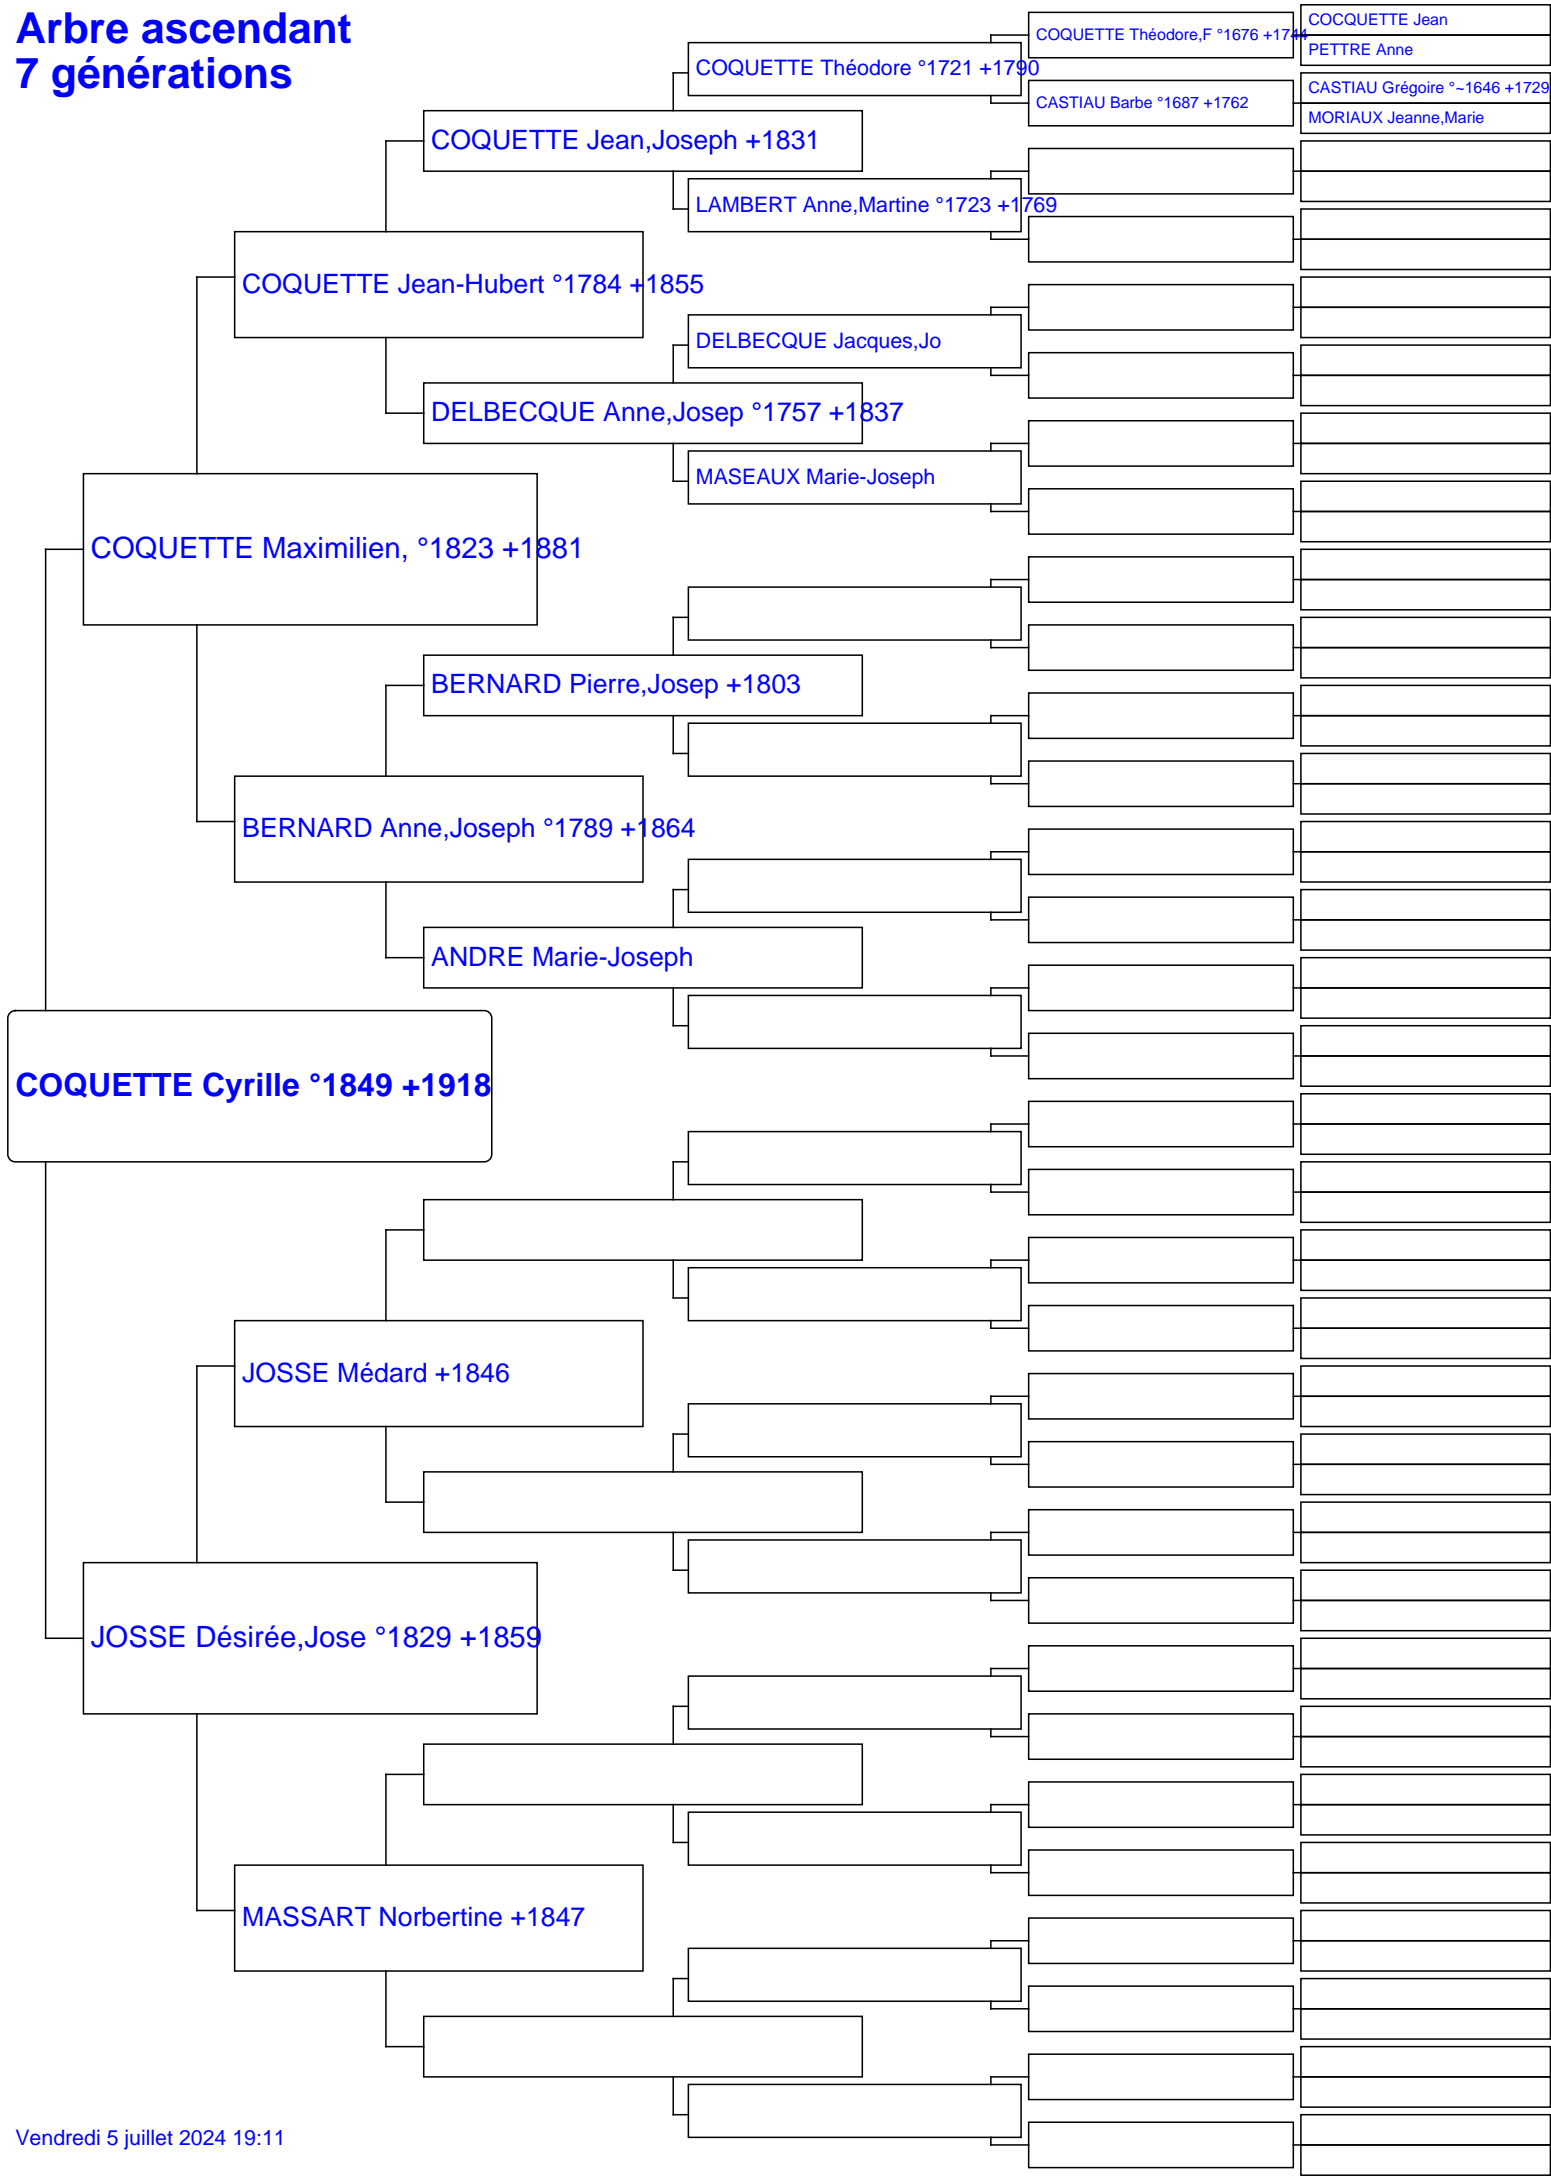 Arbre ascendant
7 générations
COCQUETTE Jean
COQUETTE Théodore,F °1676 +1744
PETTRE Anne
COQUETTE Théodore °1721 +1790
CASTIAU Grégoire °~1646 +1729
CASTIAU Barbe °1687 +1762
MORIAUX Jeanne,Marie
COQUETTE Jean,Joseph +1831
LAMBERT Anne,Martine °1723 +1769
COQUETTE Jean-Hubert °1784 +1855
DELBECQUE Jacques,Jo
DELBECQUE Anne,Josep °1757 +1837
MASEAUX Marie-Joseph
COQUETTE Maximilien, °1823 +1881
BERNARD Pierre,Josep +1803
BERNARD Anne,Joseph °1789 +1864
ANDRE Marie-Joseph
COQUETTE Cyrille °1849 +1918
JOSSE Médard +1846
JOSSE Désirée,Jose °1829 +1859
MASSART Norbertine +1847
Vendredi 5 juillet 2024 19:11